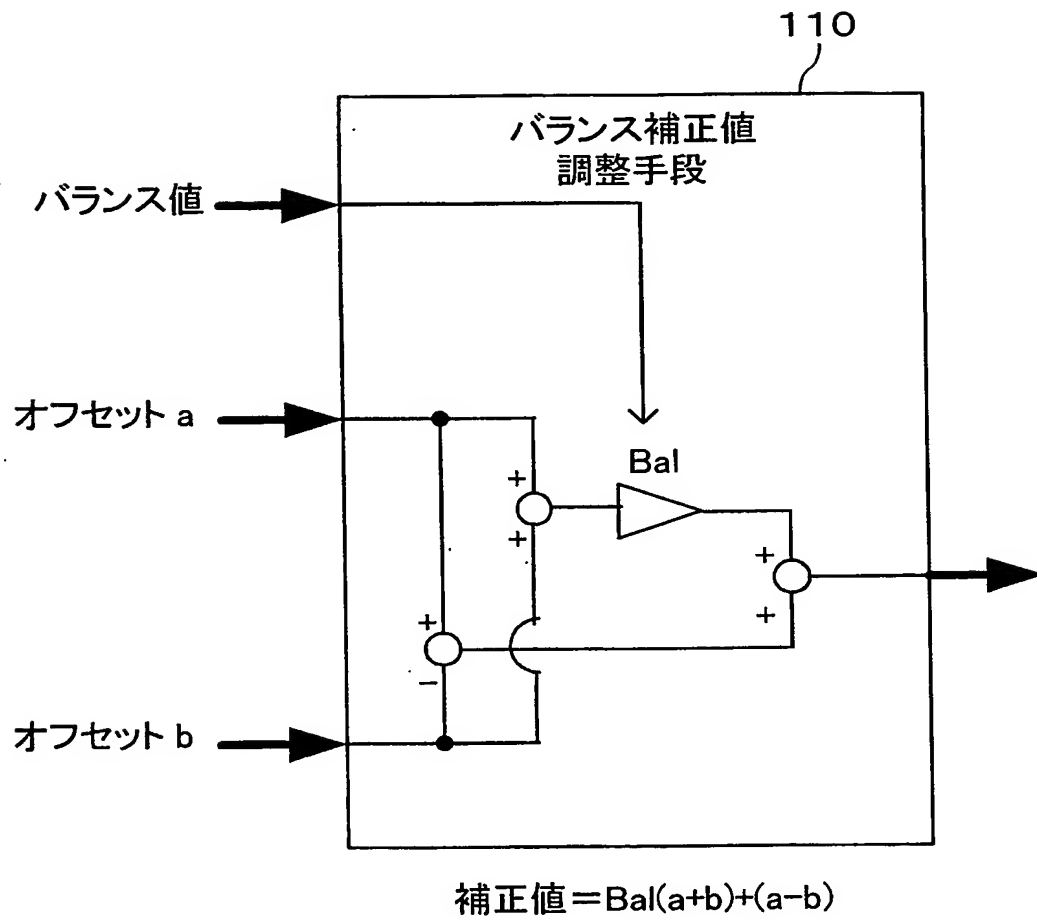 110
バランス補正値
調整手段
バランス値
オフセット a
Bal
+
+
+
+
+
−
オフセット b
補正値=Bal(a+b)+(a-b)